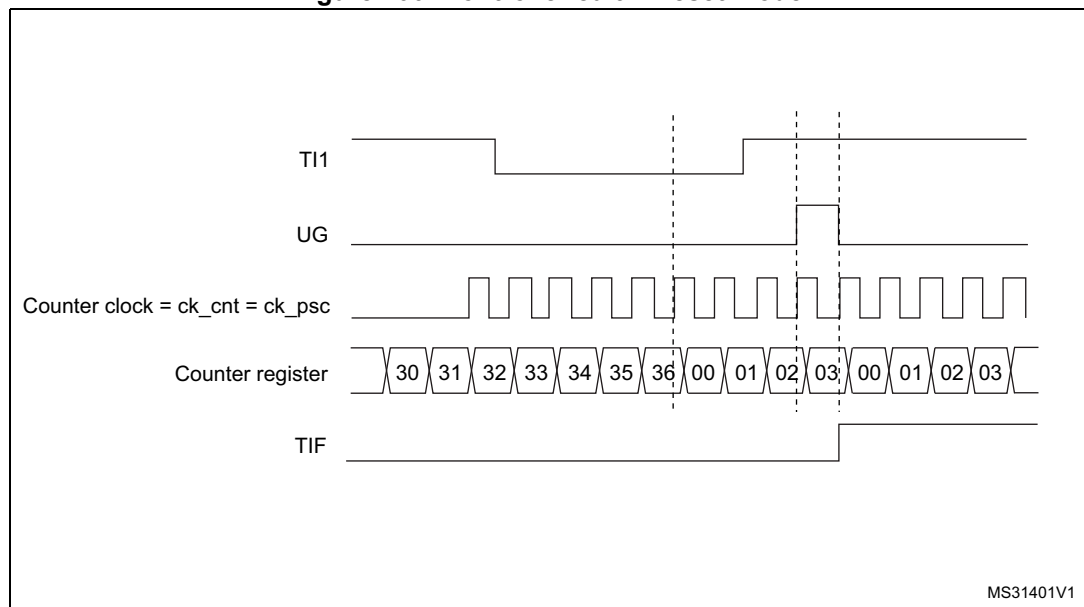 TI1
UG
Counter clock = ck_cnt = ck_psc
Counter register 30 31 32 33 34 35 36 00 01 02 03 00 01 02 03
TIF
MS31401V1